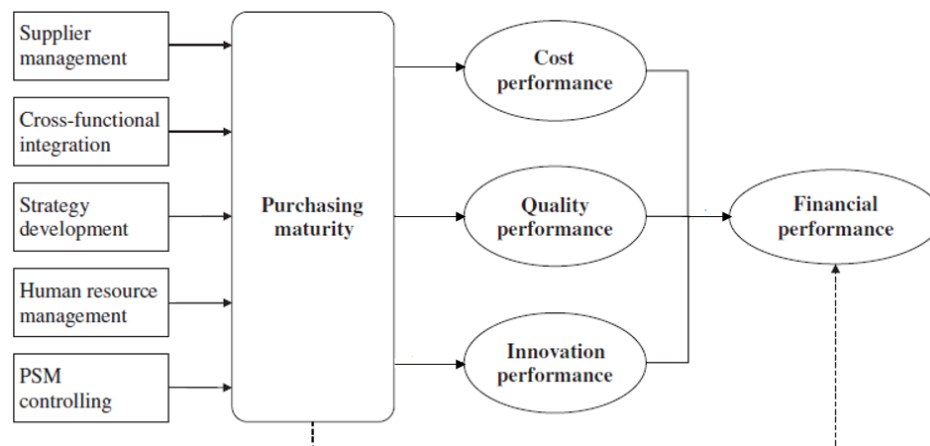 Supplier
management
Cross-functional
integration
Strategy
development
Human resource
management
PSM
controlling
Purchasing
maturity
Cost
performance
Quality
performance
Innovation
performance
Financial
performance